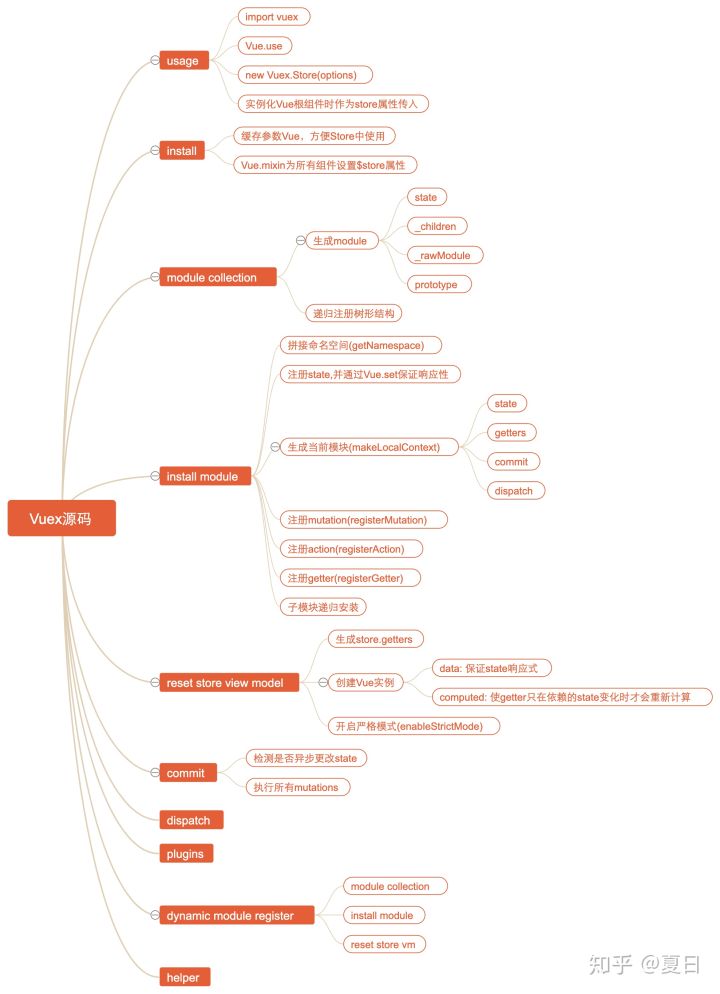 Vuex源码
usage
import vuex
Vue.use
new Vuex.Store(options)
实例化Vue根组件时作为store属性传入
install
缓存参数Vue，方便Store中使用
Vue.mixin为所有组件设置$store属性
module collection
生成module
state
_children
_rawModule
prototype
递归注册树形结构
install module
拼接命名空间(getNamespace)
注册state,并通过Vue.set保证响应性
生成当前模块(makeLocalContext)
state
getters
commit
dispatch
注册mutation(registerMutation)
注册action(registerAction)
注册getter(registerGetter)
子模块递归安装
reset store view model
生成store.getters
创建Vue实例
data: 保证state响应式
computed: 使getter只在依赖的state变化时才会重新计算
开启严格模式(enableStrictMode)
commit
检测是否异步更改state
执行所有mutations
dispatch
plugins
dynamic module register
module collection
install module
reset store vm
helper
知乎 @夏日